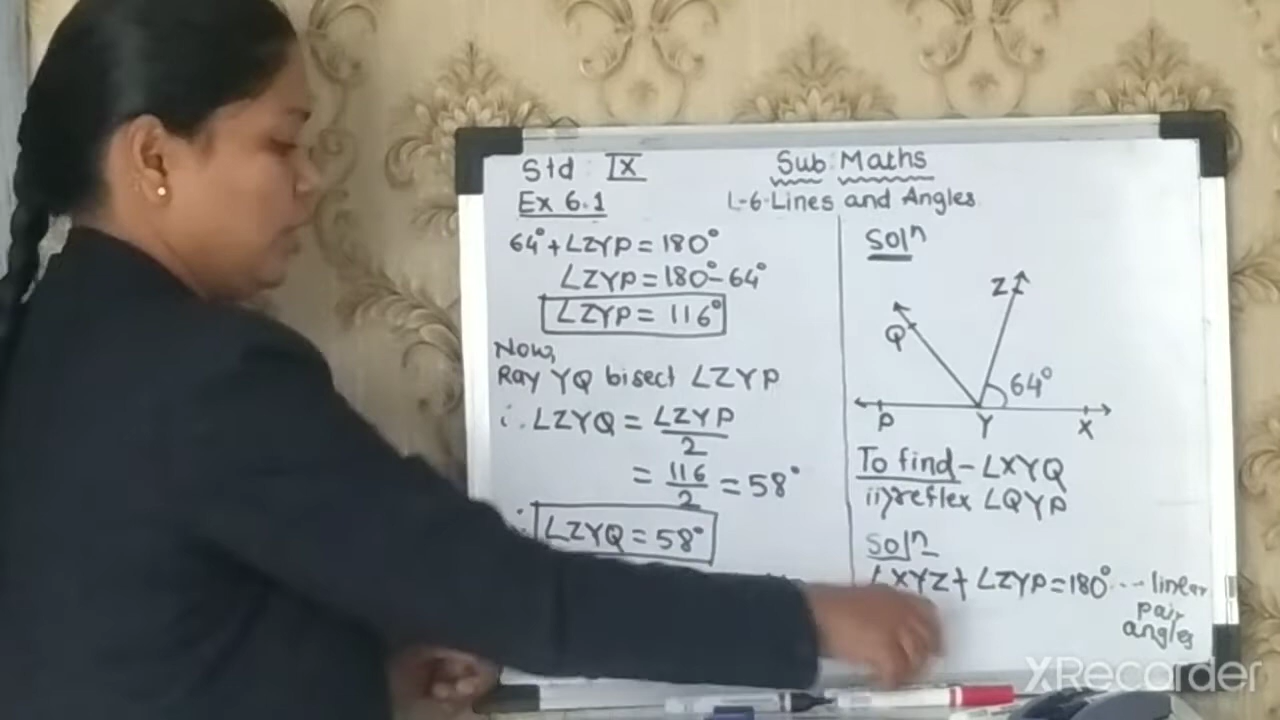 Std : IX
Sub: Maths
Ex 6.1
L-6-Lines and Angles
64° + ∠ZYP = 180°
∠ZYP = 180° - 64°
∠ZYP = 116°
Now,
Ray YQ bisect ∠ZYP
∴ ∠ZYQ = ∠ZYP/2
= 116/2 = 58°
∴ ∠ZYQ = 58°
Solⁿ
Z
Q
64°
P
Y
X
To find - ∠XYQ
ii) reflex ∠QYP
Solⁿ
∠XYZ + ∠ZYP = 180° --- linear
pair
angles
XRecorder